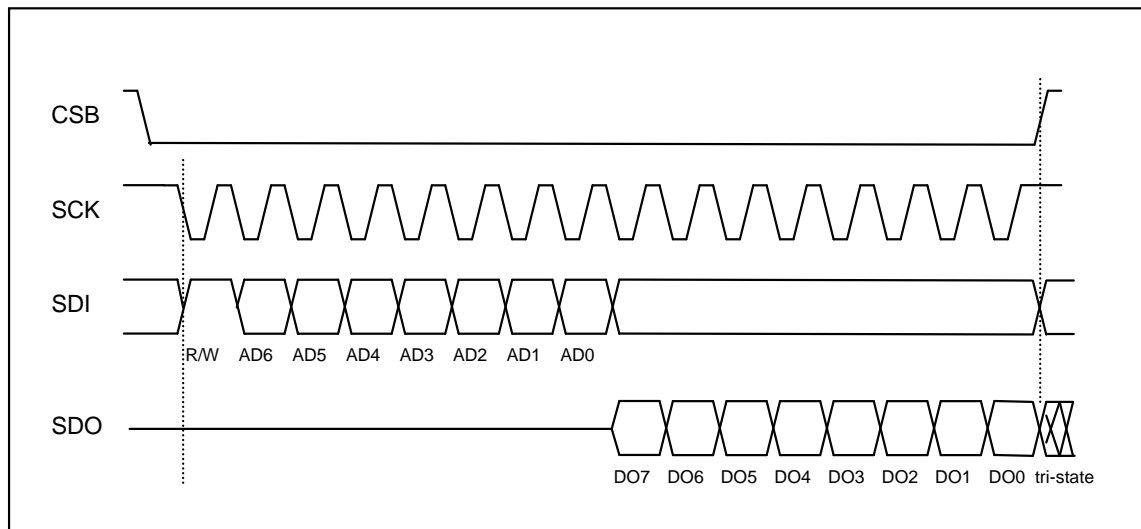 CSB
SCK
SDI
R/W AD6 AD5 AD4 AD3 AD2 AD1 AD0
SDO
DO7 DO6 DO5 DO4 DO3 DO2 DO1 DO0 tri-state